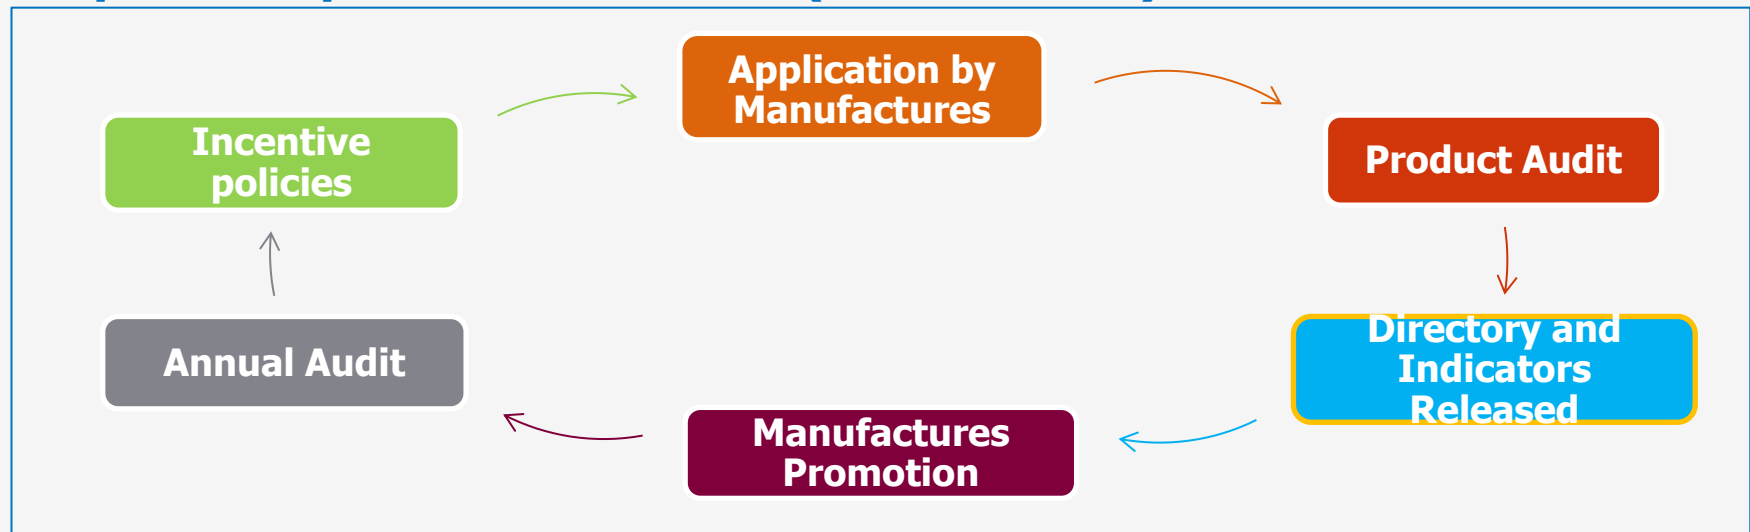 Application by
Manufactures
Incentive
policies
Product Audit
Directory and
Indicators
Released
Annual Audit
Manufactures
Promotion